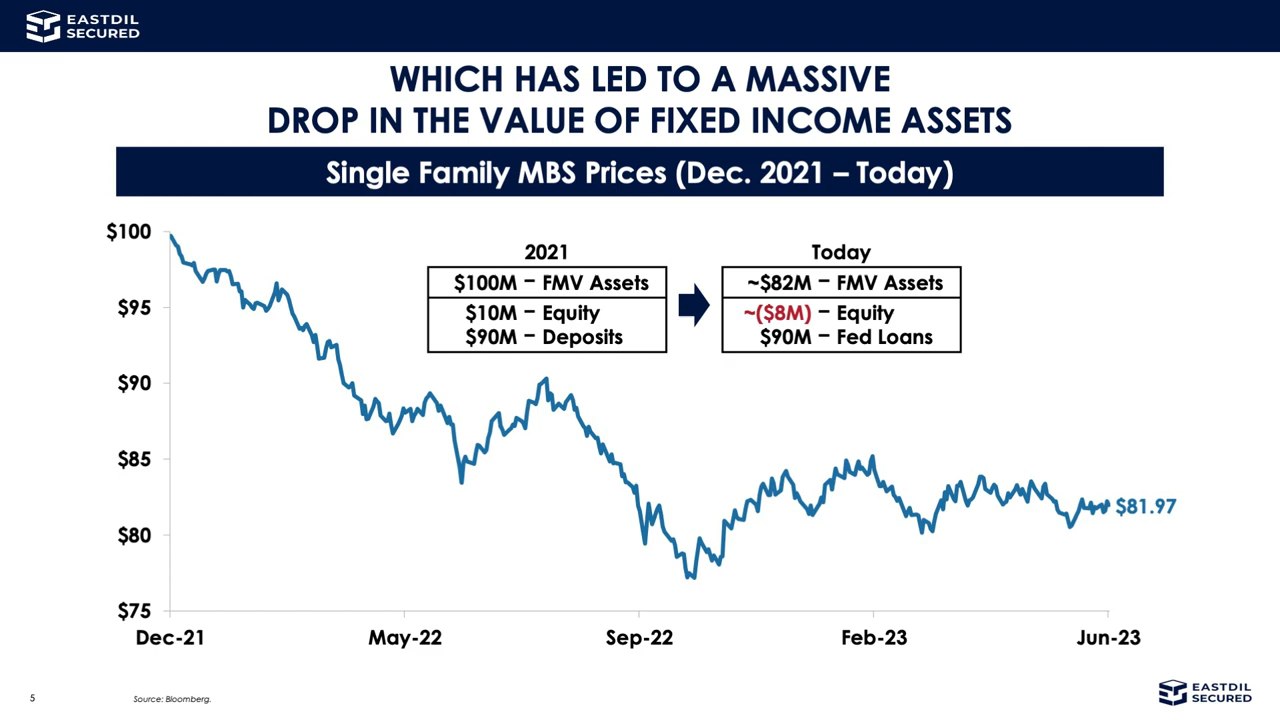 EASTDIL
SECURED
WHICH HAS LED TO A MASSIVE
DROP IN THE VALUE OF FIXED INCOME ASSETS
Single Family MBS Prices (Dec. 2021 – Today)
$100
$95
$90
$85
$80
$75
2021
$100M – FMV Assets
$10M – Equity
$90M – Deposits
Today
~$82M – FMV Assets
~($8M) – Equity
$90M – Fed Loans
$81.97
Dec-21
May-22
Sep-22
Feb-23
Jun-23
5
Source: Bloomberg.
EASTDIL
SECURED